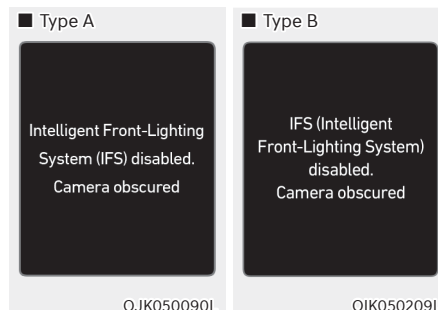 ■ Type A
Intelligent Front-Lighting
System (IFS) disabled.
Camera obscured
OJK050090L
■ Type B
IFS (Intelligent
Front-Lighting System)
disabled.
Camera obscured